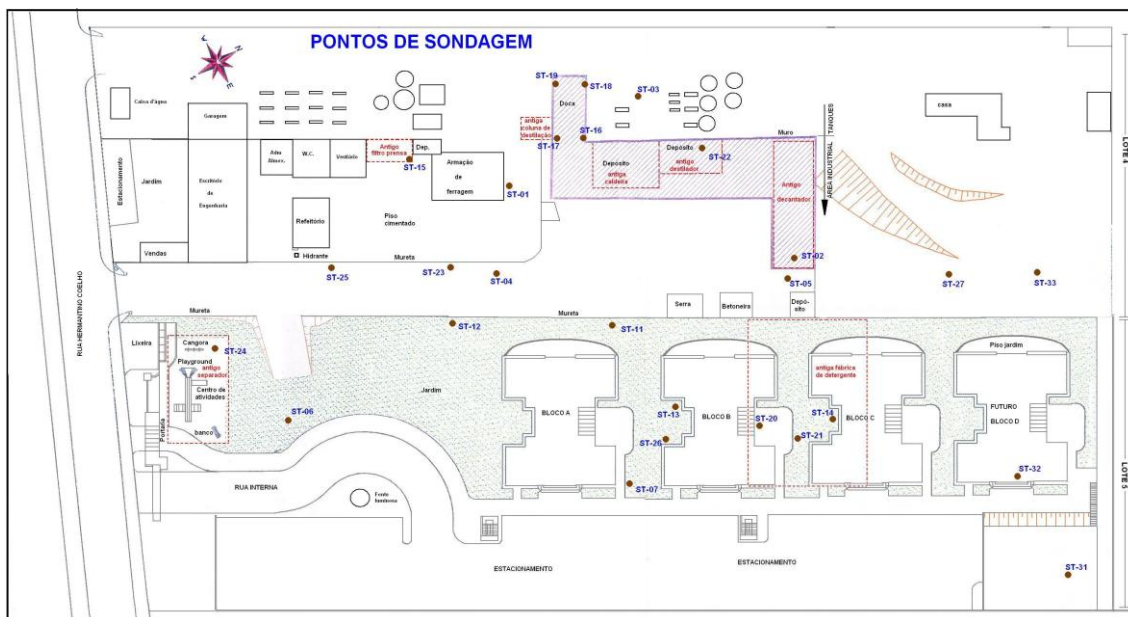 PONTOS DE SONDAGEM
N
E
ST-19
ST-18
ST-03
Caixa d'água
Garagem
Doca
casa
antiga
coluna de
destilação
ST-16
ST-17
Muro
TANQUES
ÁREA INDUSTRIAL
LOTE 4
Estacionamento
Jardim
Escritório
de
Engenharia
W.C.
Vestiário
Antigo
filtro prensa
Dep.
ST-15
Armação
de
ferragem
ST-01
Depósito
antiga
caldeira
Depósito
antigo
destilador
ST-22
Antigo
decantador
Refeitório
Piso
cimentado
Vendas
Hidrante
Mureta
ST-02
ST-25
ST-23
ST-04
ST-05
ST-27
ST-33
RUA HERMANTINO COELHO
Serra
Betoneira
Depó-
sito
Mureta
ST-12
Mureta
ST-11
Lixeira
Cangora
ST-24
Playground
antigo
separador
Centro de
atividades
Portaria
banco
Jardim
ST-06
BLOCO A
ST-13
BLOCO B
ST-26
ST-07
antiga fábrica
de detergente
ST-20
ST-14
BLOCO C
ST-21
Piso jardim
FUTURO
BLOCO D
ST-32
LOTE 5
RUA INTERNA
Fonte
luminosa
ESTACIONAMENTO
ESTACIONAMENTO
ST-31